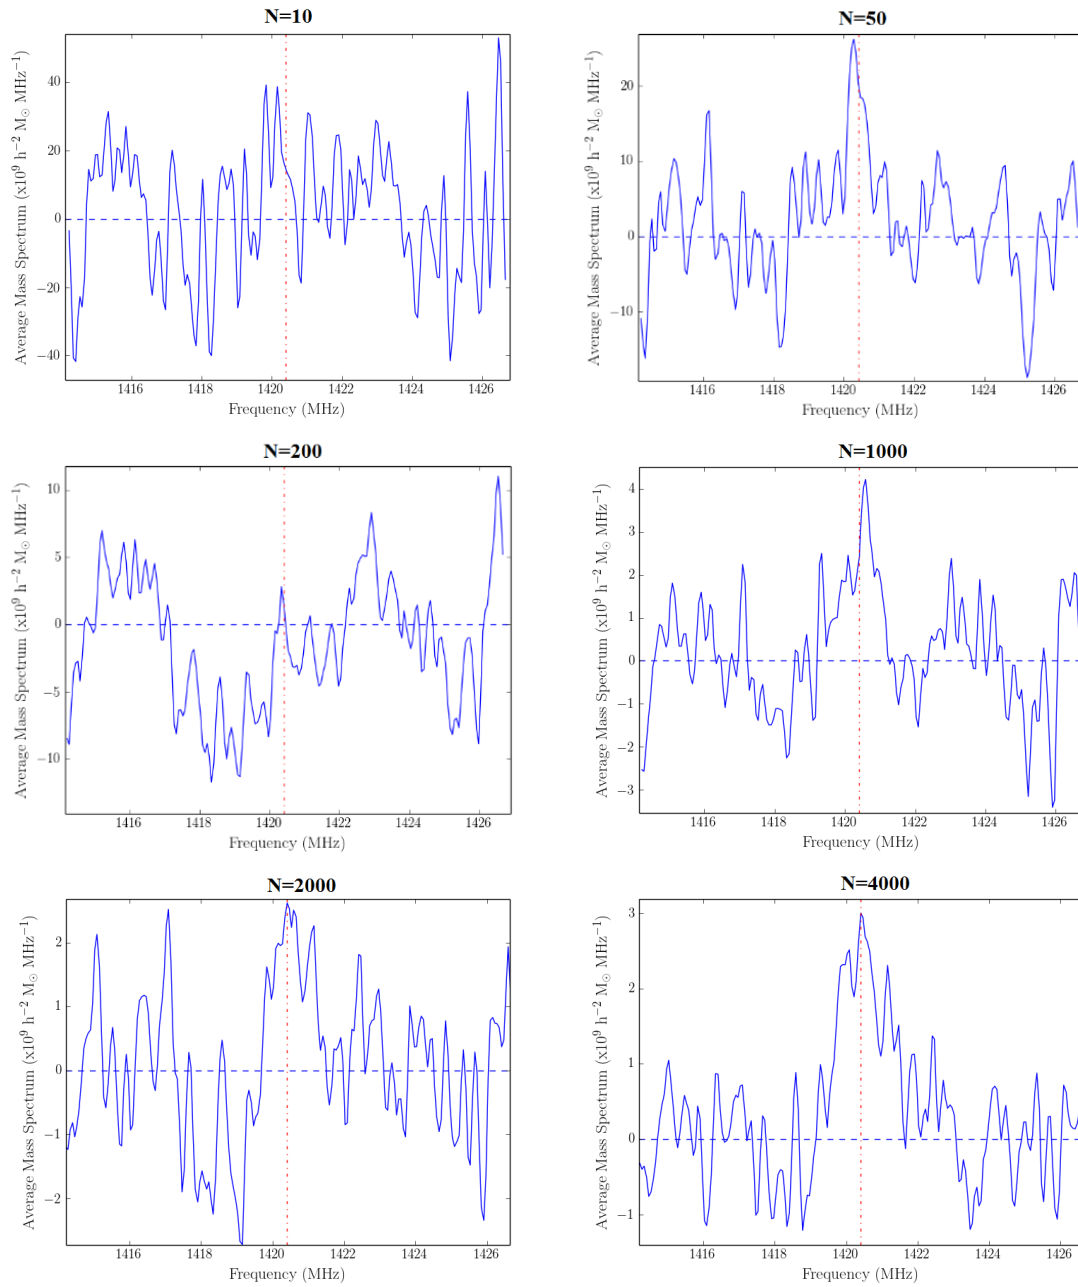 N=10
Average Mass Spectrum (x10⁹ h⁻² M⊙ MHz⁻¹)
40
20
0
−20
−40
1416 1418 1420 1422 1424 1426
Frequency (MHz)
N=50
Average Mass Spectrum (x10⁹ h⁻² M⊙ MHz⁻¹)
20
10
0
−10
1416 1418 1420 1422 1424 1426
Frequency (MHz)
N=200
Average Mass Spectrum (x10⁹ h⁻² M⊙ MHz⁻¹)
10
5
0
−5
−10
1416 1418 1420 1422 1424 1426
Frequency (MHz)
N=1000
Average Mass Spectrum (x10⁹ h⁻² M⊙ MHz⁻¹)
4
3
2
1
0
−1
−2
−3
1416 1418 1420 1422 1424 1426
Frequency (MHz)
N=2000
Average Mass Spectrum (x10⁹ h⁻² M⊙ MHz⁻¹)
2
1
0
−1
−2
1416 1418 1420 1422 1424 1426
Frequency (MHz)
N=4000
Average Mass Spectrum (x10⁹ h⁻² M⊙ MHz⁻¹)
3
2
1
0
−1
1416 1418 1420 1422 1424 1426
Frequency (MHz)